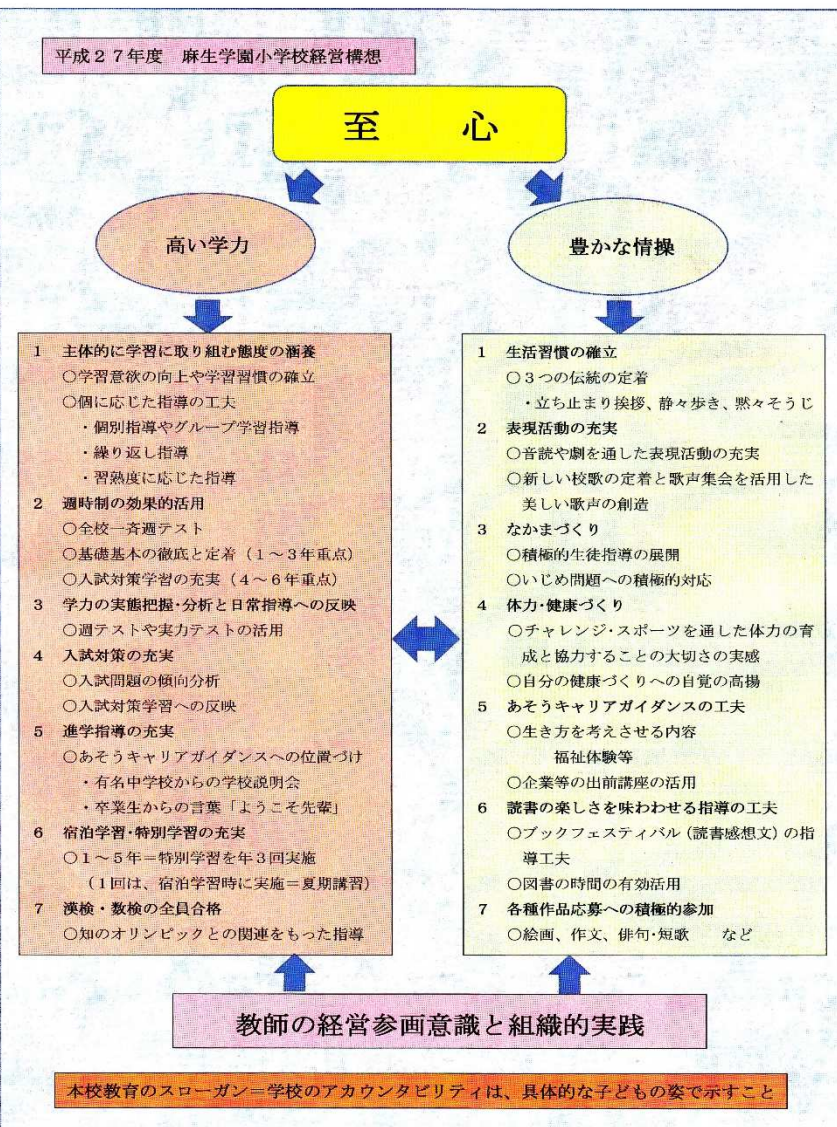 平成２７年度　麻生学園小学校経営構想
至　心
高い学力
豊かな情操
1　主体的に学習に取り組む態度の涵養
○学習意欲の向上や学習習慣の確立
○個に応じた指導の工夫
・個別指導やグループ学習指導
・繰り返し指導
・習熟度に応じた指導
2　週時制の効果的活用
○全校一斉週テスト
○基礎基本の徹底と定着（１～３年重点）
○入試対策学習の充実（４～６年重点）
3　学力の実態把握・分析と日常指導への反映
○週テストや実力テストの活用
4　入試対策の充実
○入試問題の傾向分析
○入試対策学習への反映
5　進学指導の充実
○あそうキャリアガイダンスへの位置づけ
・有名中学校からの学校説明会
・卒業生からの言葉「ようこそ先輩」
6　宿泊学習・特別学習の充実
○１～５年＝特別学習を年３回実施
（１回は、宿泊学習時に実施＝夏期講習）
7　漢検・数検の全員合格
○知のオリンピックとの関連をもった指導
1　生活習慣の確立
○３つの伝統の定着
・立ち止まり挨拶、静々歩き、黙々そうじ
2　表現活動の充実
○音読や劇を通した表現活動の充実
○新しい校歌の定着と歌声集会を活用した
美しい歌声の創造
3　なかまづくり
○積極的生徒指導の展開
○いじめ問題への積極的対応
4　体力・健康づくり
○チャレンジ・スポーツを通した体力の育
成と協力することの大切さの実感
○自分の健康づくりへの自覚の高揚
5　あそうキャリアガイダンスの工夫
○生き方を考えさせる内容
福祉体験等
○企業等の出前講座の活用
6　読書の楽しさを味わわせる指導の工夫
○ブックフェスティバル（読書感想文）の指
導工夫
○図書の時間の有効活用
7　各種作品応募への積極的参加
○絵画、作文、俳句・短歌　など
教師の経営参画意識と組織的実践
本校教育のスローガン＝学校のアカウンタビリティは、具体的な子どもの姿で示すこと